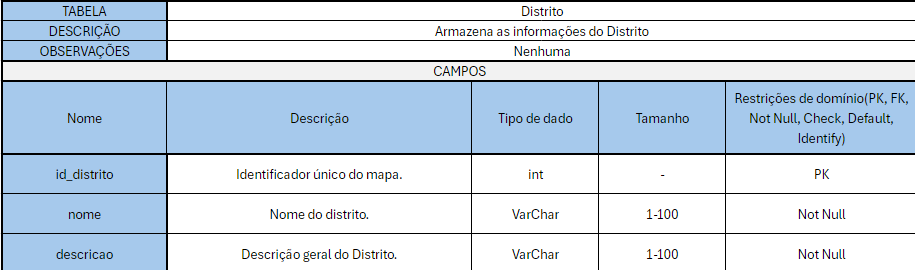 TABELA Distrito
DESCRIÇÃO Armazena as informações do Distrito
OBSERVAÇÕES Nenhuma
CAMPOS
Nome Descrição Tipo de dado Tamanho Restrições de domínio(PK, FK,
Not Null, Check, Default,
Identify)
id_distrito Identificador único do mapa. int - PK
nome Nome do distrito. VarChar 1-100 Not Null
descricao Descrição geral do Distrito. VarChar 1-100 Not Null